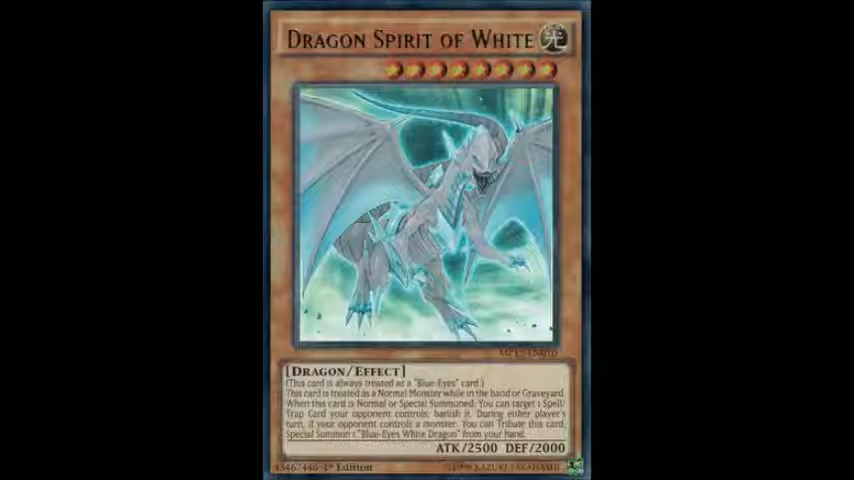 DRAGON SPIRIT OF WHITE
光
[DRAGON/EFFECT]
(This card is always treated as a "Blue-Eyes" card.)
This card is treated as a Normal Monster while in the hand or Graveyard.
When this card is Normal or Special Summoned: You can target 1 Spell/
Trap Card your opponent controls; banish it. During either player's
turn, if your opponent controls a monster: You can Tribute this card;
Special Summon 1 "Blue-Eyes White Dragon" from your hand.
ATK/2500 DEF/2000
1st Edition
©1996 KAZUKI TAKAHASHI